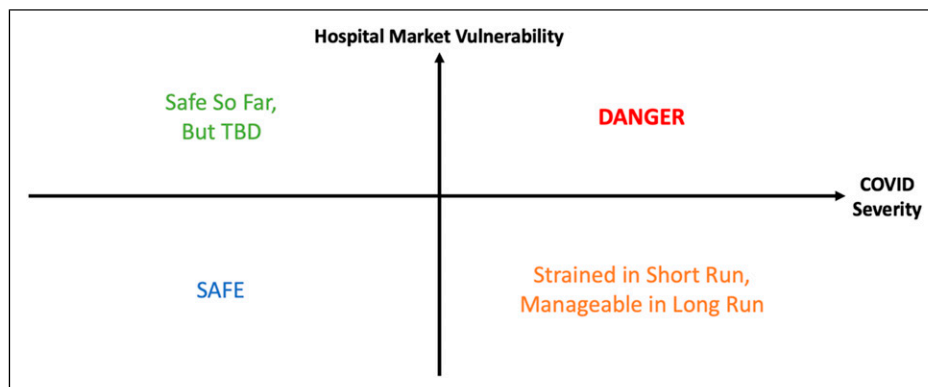 Hospital Market Vulnerability
Safe So Far,
But TBD
DANGER
COVID
Severity
SAFE
Strained in Short Run,
Manageable in Long Run